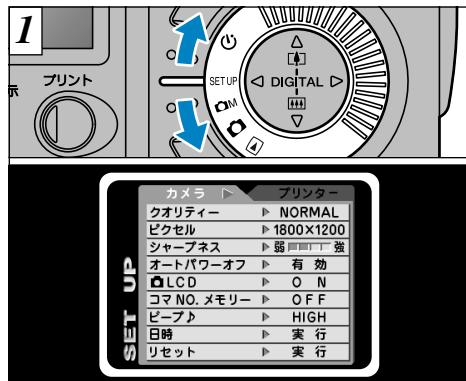 1
示
プリント
SET UP
DIGITAL
M
カメラ ▷ プリンター
クオリティー ▷ NORMAL
ピクセル ▷ 1800×1200
シャープネス ▷ 弱 強
オートパワーオフ ▷ 有 効
LCD ▷ O N
コマ NO. メモリー ▷ OFF
ビープ♪ ▷ HIGH
日時 ▷ 実 行
リセット ▷ 実 行
SET UP